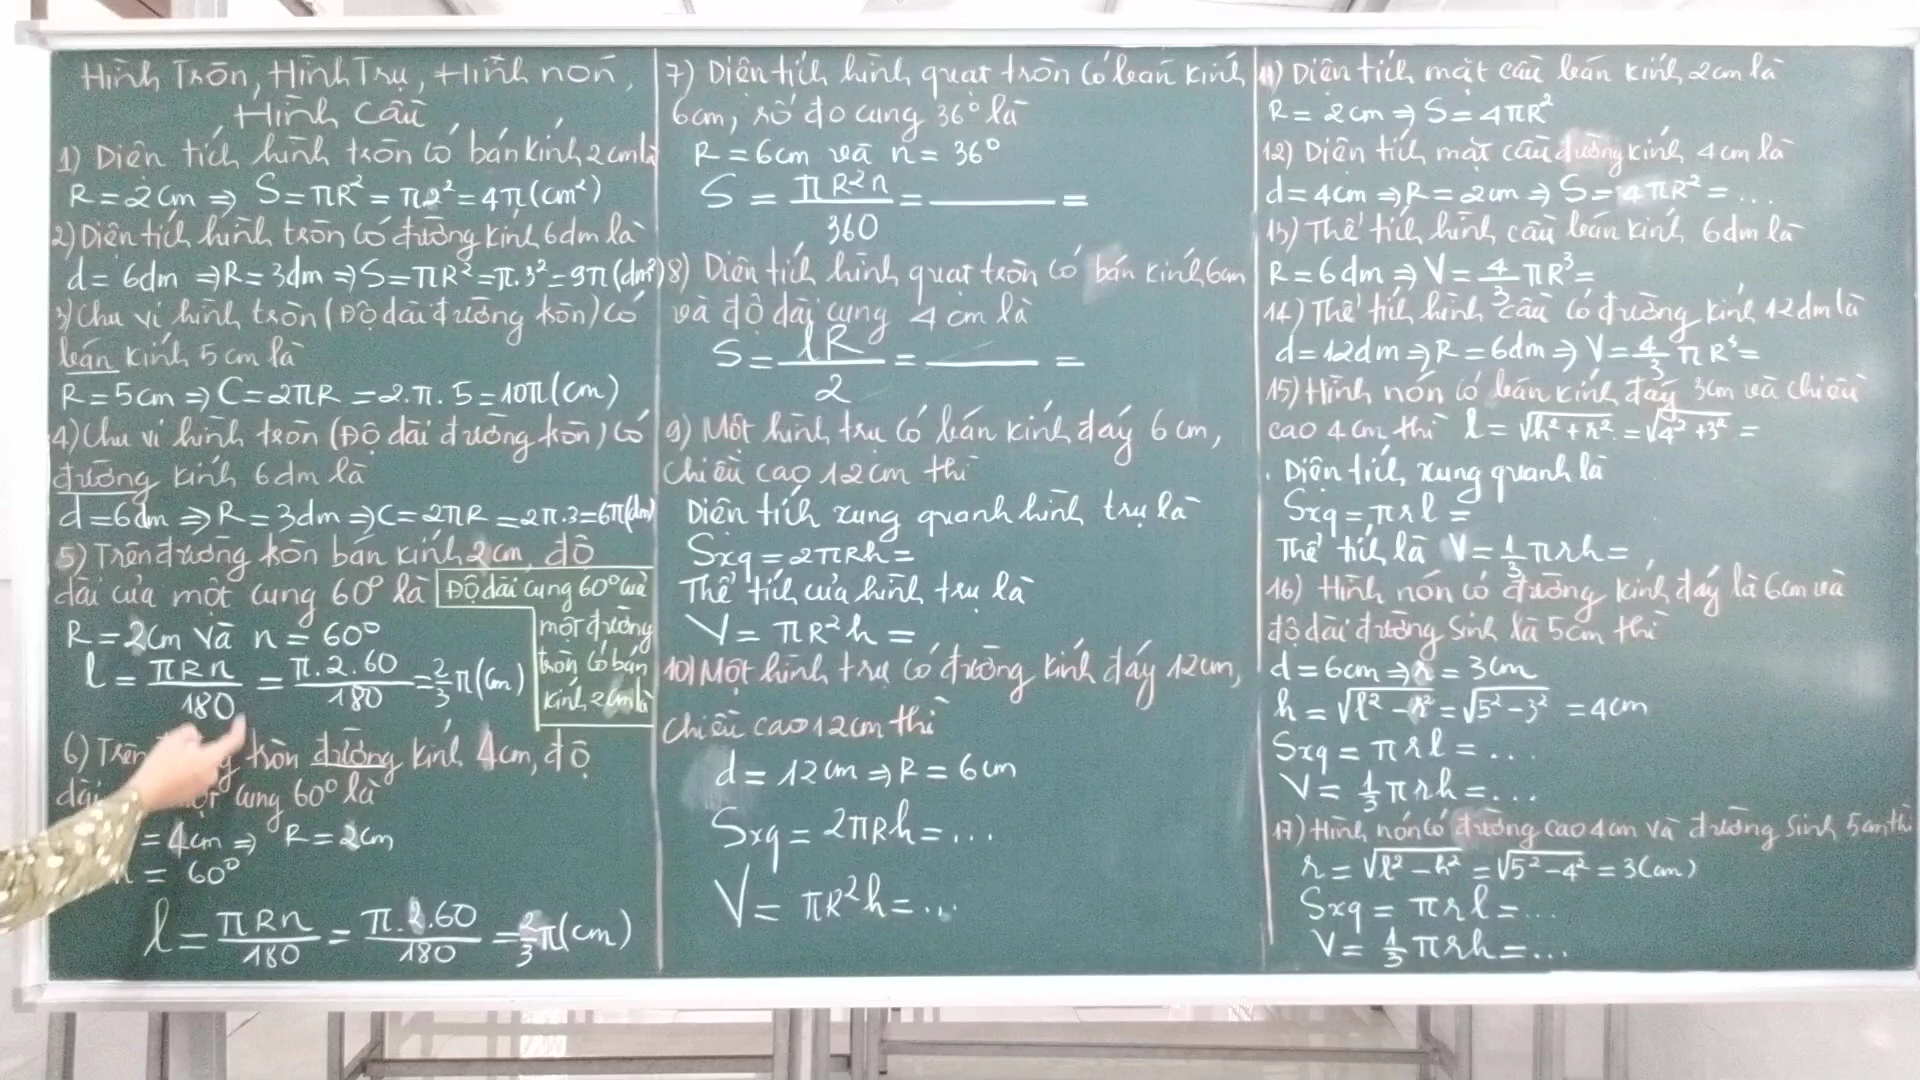 Hình Tròn, Hình Trụ, Hình nón,
Hình cầu
1) Diện tích hình tròn có bán kính 2cm là
R = 2cm ⇒ S = πR² = π2² = 4π(cm²)
2) Diện tích hình tròn có đường kính 6dm là
d = 6dm ⇒ R = 3dm ⇒ S = πR² = π.3² = 9π(dm²)
3) Chu vi hình tròn (Độ dài đường tròn) có
bán kính 5cm là
R = 5cm ⇒ C = 2πR = 2.π.5 = 10π(cm)
4) Chu vi hình tròn (Độ dài đường tròn) có
đường kính 6dm là
d = 6dm ⇒ R = 3dm ⇒ C = 2πR = 2π.3 = 6π(dm)
5) Trên đường tròn bán kính 2cm, độ
dài của một cung 60° là
Độ dài cung 60° của
một đường
tròn có bán
kính 2cm là
R = 2cm và n = 60°
l = πRn/180 = π.2.60/180 = 2/3 π(cm)
6) Trên tròn đường kính 4cm, độ
dài một cung 60° là
= 4cm ⇒ R = 2cm
= 60°
l = πRn/180 = π.2.60/180 = 2/3 π(cm)
7) Diện tích hình quạt tròn có bán kính
6cm, số đo cung 36° là
R = 6cm và n = 36°
S = πR²n/360 = ——— =
8) Diện tích hình quạt tròn có bán kính 6cm
và độ dài cung 4cm là
S = lR/2 = ——— =
9) Một hình trụ có bán kính đáy 6cm,
chiều cao 12cm thì
Diện tích xung quanh hình trụ là
Sxq = 2πRh =
Thể tích của hình trụ là
V = πR²h =
10) Một hình trụ có đường kính đáy 12cm,
chiều cao 12cm thì
d = 12cm ⇒ R = 6cm
Sxq = 2πRh = ...
V = πR²h = ...
11) Diện tích mặt cầu bán kính 2cm là
R = 2cm ⇒ S = 4πR²
12) Diện tích mặt cầu đường kính 4cm là
d = 4cm ⇒ R = 2cm ⇒ S = 4πR² = ...
13) Thể tích hình cầu bán kính 6dm là
R = 6dm ⇒ V = 4/3 πR³ =
14) Thể tích hình cầu có đường kính 12dm là
d = 12dm ⇒ R = 6dm ⇒ V = 4/3 πR³ =
15) Hình nón có bán kính đáy 3cm và chiều
cao 4cm thì l = √h² + r² = √4² + 3² =
. Diện tích xung quanh là
Sxq = πrl =
Thể tích là V = 1/3 πrh =
16) Hình nón có đường kính đáy là 6cm và
độ dài đường sinh là 5cm thì
d = 6cm ⇒ r = 3cm
h = √l² - r² = √5² - 3² = 4cm
Sxq = πrl = ...
V = 1/3 πrh = ...
17) Hình nón có đường cao 4cm và đường sinh 5cm thì
r = √l² - h² = √5² - 4² = 3(cm)
Sxq = πrl = ...
V = 1/3 πrh = ...